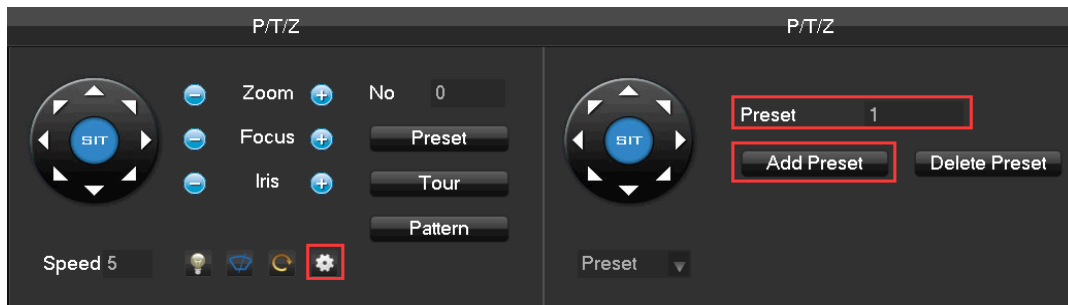 P/T/Z
Zoom No 0
Focus Preset
SIT
Iris Tour
Pattern
Speed 5
P/T/Z
Preset 1
SIT
Add Preset Delete Preset
Preset